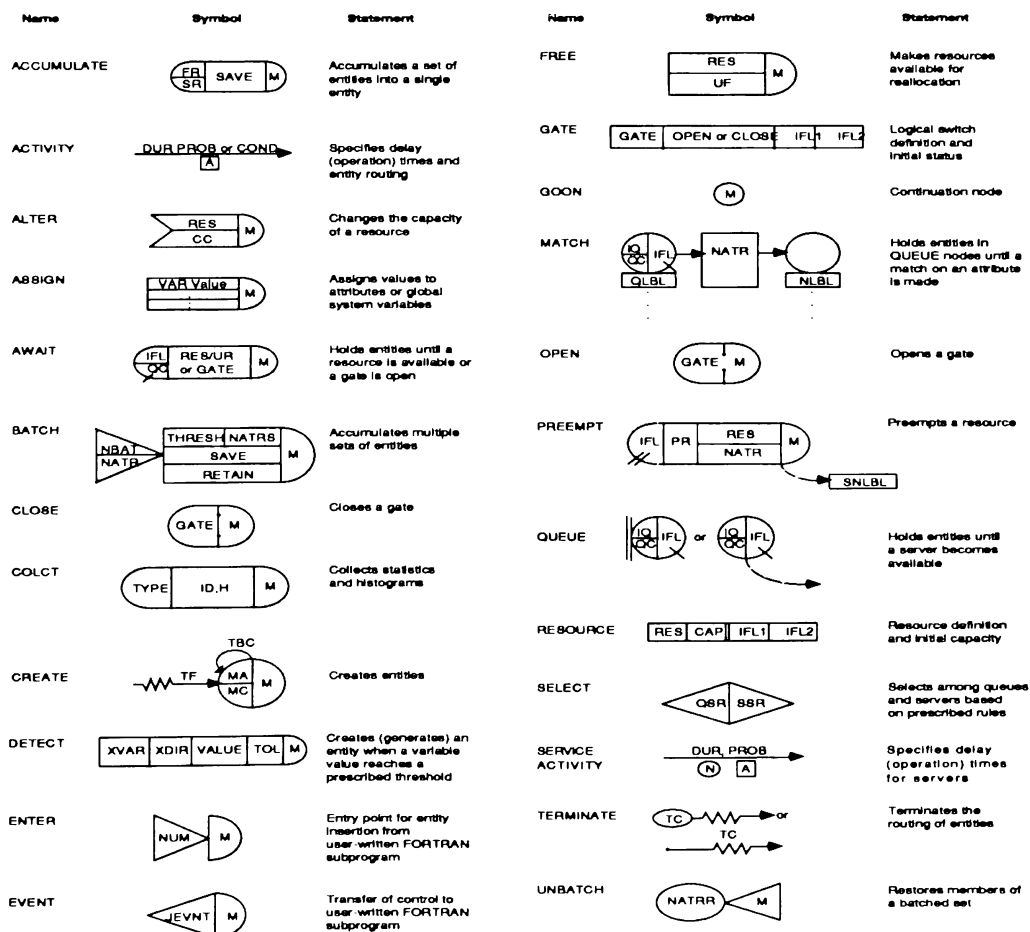 Name Symbol Statement
ACCUMULATE
FR
SR
SAVE M
Accumulates a set of
entities into a single
entity
ACTIVITY
DUR PROB or COND
A
Specifies delay
(operation) times and
entity routing
ALTER
RES
CC
M
Changes the capacity
of a resource
ASSIGN
VAR Value
M
Assigns values to
attributes or global
system variables
AWAIT
IFL
QC
RES/UR
or GATE
M
Holds entities until a
resource is available or
a gate is open
BATCH
NBAT
NATR
THRESH NATRS
SAVE
RETAIN
M
Accumulates multiple
sets of entities
CLOSE
GATE M
Closes a gate
COLCT
TYPE ID,H M
Collects statistics
and histograms
CREATE
TBC
TF
MA
MC
M
Creates entities
DETECT
XVAR XDIR VALUE TOL M
Creates (generates) an
entity when a variable
value reaches a
prescribed threshold
ENTER
NUM M
Entry point for entity
insertion from
user-written FORTRAN
subprogram
EVENT
JEVNT M
Transfer of control to
user-written FORTRAN
subprogram
Name Symbol Statement
FREE
RES
UF
M
Makes resources
available for
reallocation
GATE
GATE OPEN or CLOSE IFL1 IFL2
Logical switch
definition and
initial status
GOON
M
Continuation node
MATCH
IQ
QC
IFL
QLBL
NATR
NLBL
Holds entities in
QUEUE nodes until a
match on an attribute
is made
OPEN
GATE M
Opens a gate
PREEMPT
IFL PR
RES
NATR
M
SNLBL
Preempts a resource
QUEUE
IQ
QC
IFL
or
IQ
QC
IFL
Holds entities until
a server becomes
available
RESOURCE
RES CAP IFL1 IFL2
Resource definition
and initial capacity
SELECT
QSR SSR
Selects among queues
and servers based
on prescribed rules
SERVICE
ACTIVITY
DUR, PROB
N A
Specifies delay
(operation) times
for servers
TERMINATE
TC
or
TC
Terminates the
routing of entities
UNBATCH
NATRR M
Restores members of
a batched set